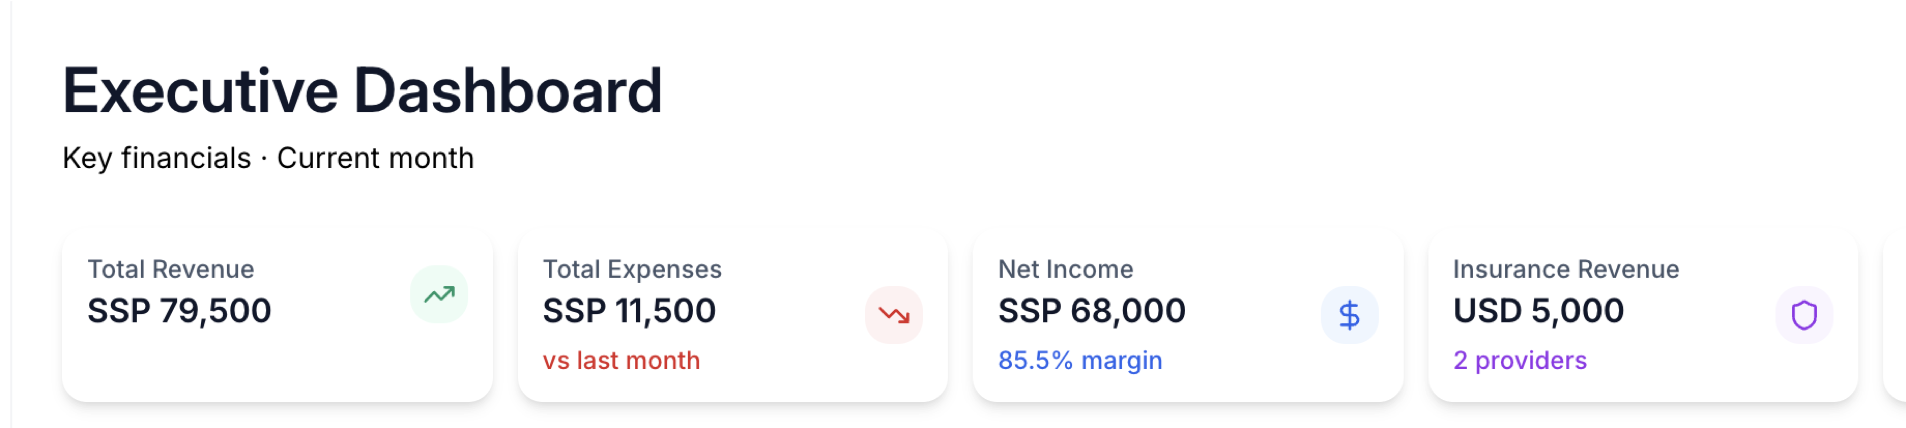 Executive Dashboard
Key financials · Current month
Total Revenue
SSP 79,500
Total Expenses
SSP 11,500
vs last month
Net Income
SSP 68,000
85.5% margin
Insurance Revenue
USD 5,000
2 providers